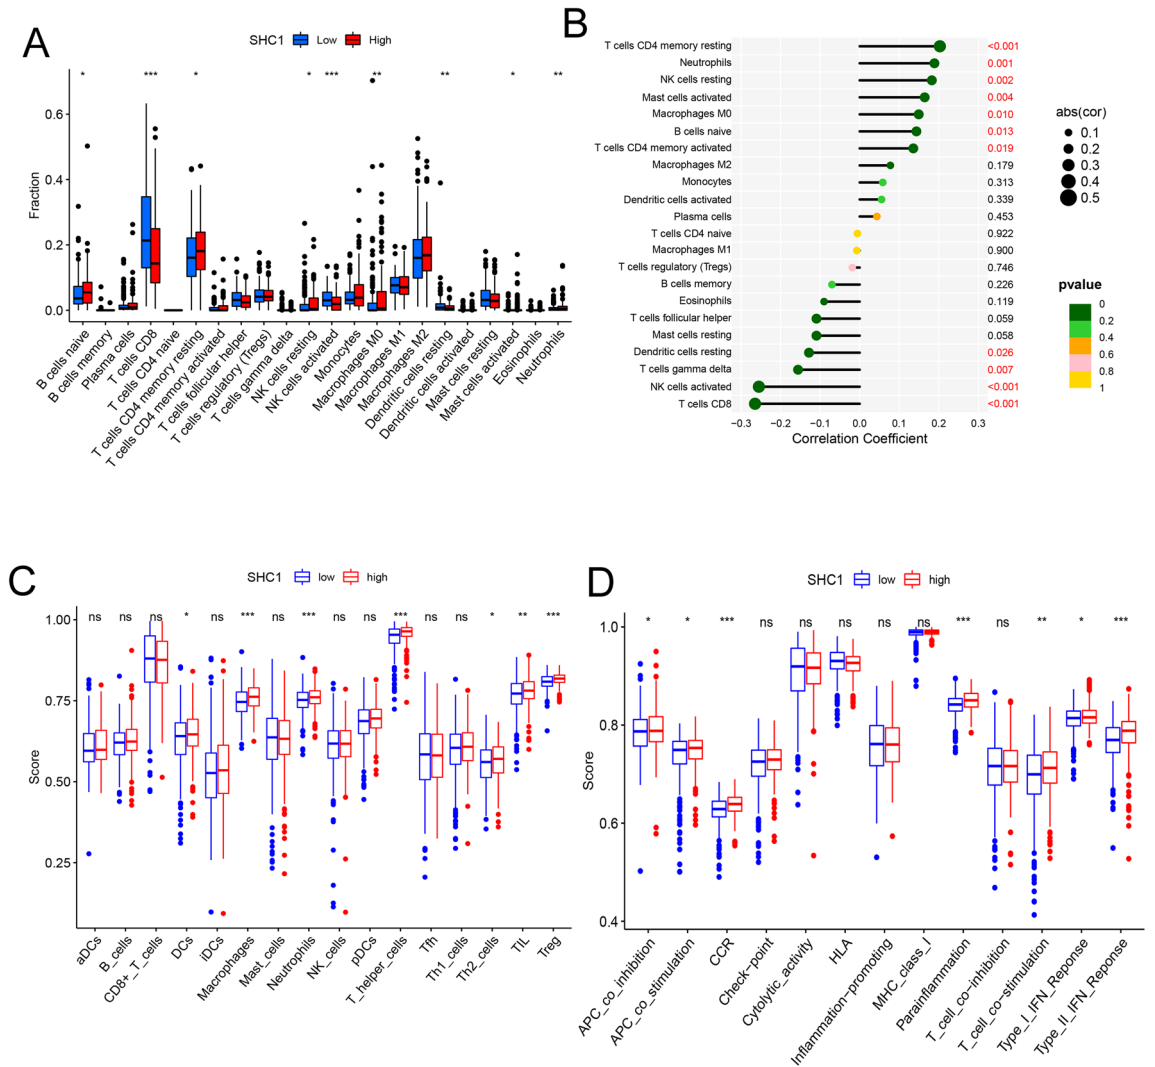 A
SHC1 Low High
* *** * * *** ** ** * **
Fraction
0.6
0.4
0.2
0.0
B cells naive
B cells memory
Plasma cells
T cells CD8
T cells CD4 naive
T cells CD4 memory resting
T cells CD4 memory activated
T cells follicular helper
T cells regulatory (Tregs)
T cells gamma delta
NK cells resting
NK cells activated
Monocytes
Macrophages M0
Macrophages M1
Macrophages M2
Dendritic cells resting
Dendritic cells activated
Mast cells resting
Mast cells activated
Eosinophils
Neutrophils
B
T cells CD4 memory resting <0.001
Neutrophils 0.001
NK cells resting 0.002
Mast cells activated 0.004
Macrophages M0 0.010
B cells naive 0.013
T cells CD4 memory activated 0.019
Macrophages M2 0.179
Monocytes 0.313
Dendritic cells activated 0.339
Plasma cells 0.453
T cells CD4 naive 0.922
Macrophages M1 0.900
T cells regulatory (Tregs) 0.746
B cells memory 0.226
Eosinophils 0.119
T cells follicular helper 0.059
Mast cells resting 0.058
Dendritic cells resting 0.026
T cells gamma delta 0.007
NK cells activated <0.001
T cells CD8 <0.001
−0.3 −0.2 −0.1 0.0 0.1 0.2 0.3
Correlation Coefficient
abs(cor)
0.1
0.2
0.3
0.4
0.5
pvalue
0
0.2
0.4
0.6
0.8
1
C
SHC1 low high
ns ns ns * ns *** ns *** ns ns *** ns ns * ** ***
Score
1.00
0.75
0.50
0.25
aDCs
B_cells
CD8+_T_cells
DCs
iDCs
Macrophages
Mast_cells
Neutrophils
NK_cells
pDCs
T_helper_cells
Tfh
Th1_cells
Th2_cells
TIL
Treg
D
SHC1 low high
* * *** ns ns ns ns ns *** ns ** * ***
Score
1.0
0.8
0.6
0.4
APC_co_inhibition
APC_co_stimulation
CCR
Check−point
Cytolytic_activity
HLA
Inflammation−promoting
MHC_class_I
Parainflammation
T_cell_co−inhibition
T_cell_co−stimulation
Type_I_IFN_Reponse
Type_II_IFN_Reponse